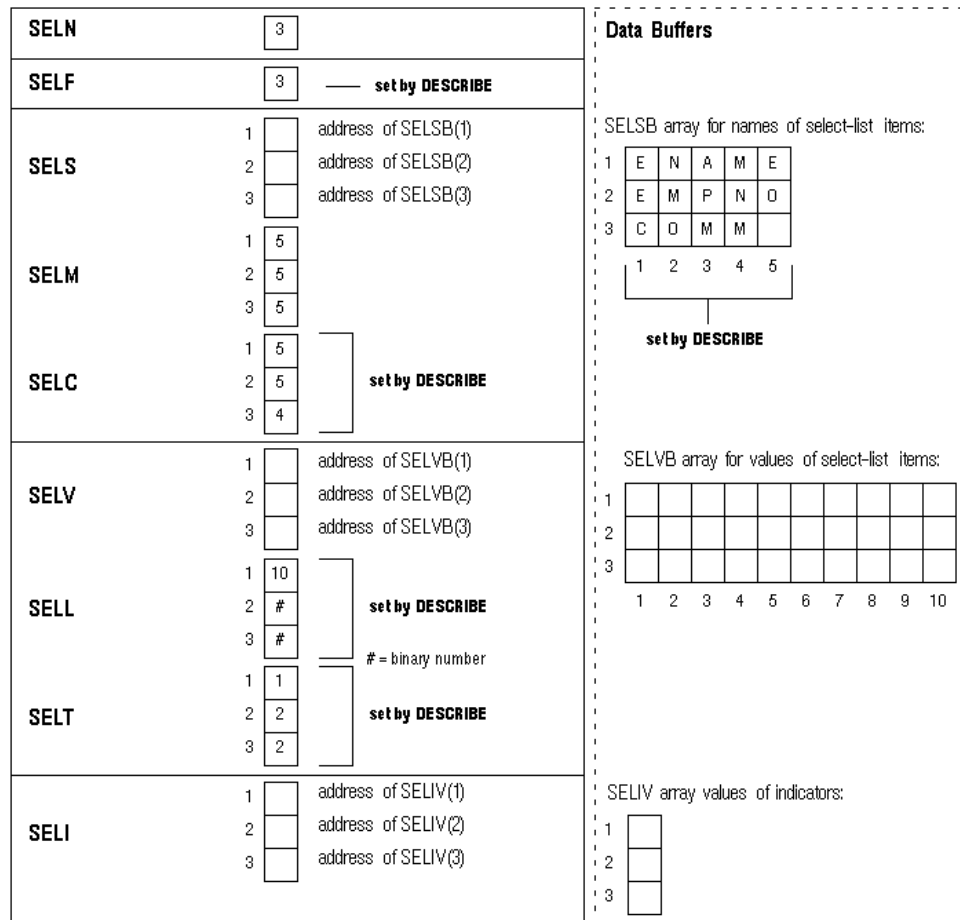 SELN 3
Data Buffers
SELF 3 set by DESCRIBE
SELS
1 address of SELSB(1)
2 address of SELSB(2)
3 address of SELSB(3)
SELSB array for names of select-list items:
1 E N A M E
2 E M P N O
3 C O M M
1 2 3 4 5
set by DESCRIBE
SELM
1 5
2 5
3 5
SELC
1 5
2 5
3 4
set by DESCRIBE
SELV
1 address of SELVB(1)
2 address of SELVB(2)
3 address of SELVB(3)
SELVB array for values of select-list items:
1
2
3
1 2 3 4 5 6 7 8 9 10
SELL
1 10
2 #
3 #
set by DESCRIBE
# = binary number
SELT
1 1
2 2
3 2
set by DESCRIBE
SELI
1 address of SELIV(1)
2 address of SELIV(2)
3 address of SELIV(3)
SELIV array values of indicators:
1
2
3